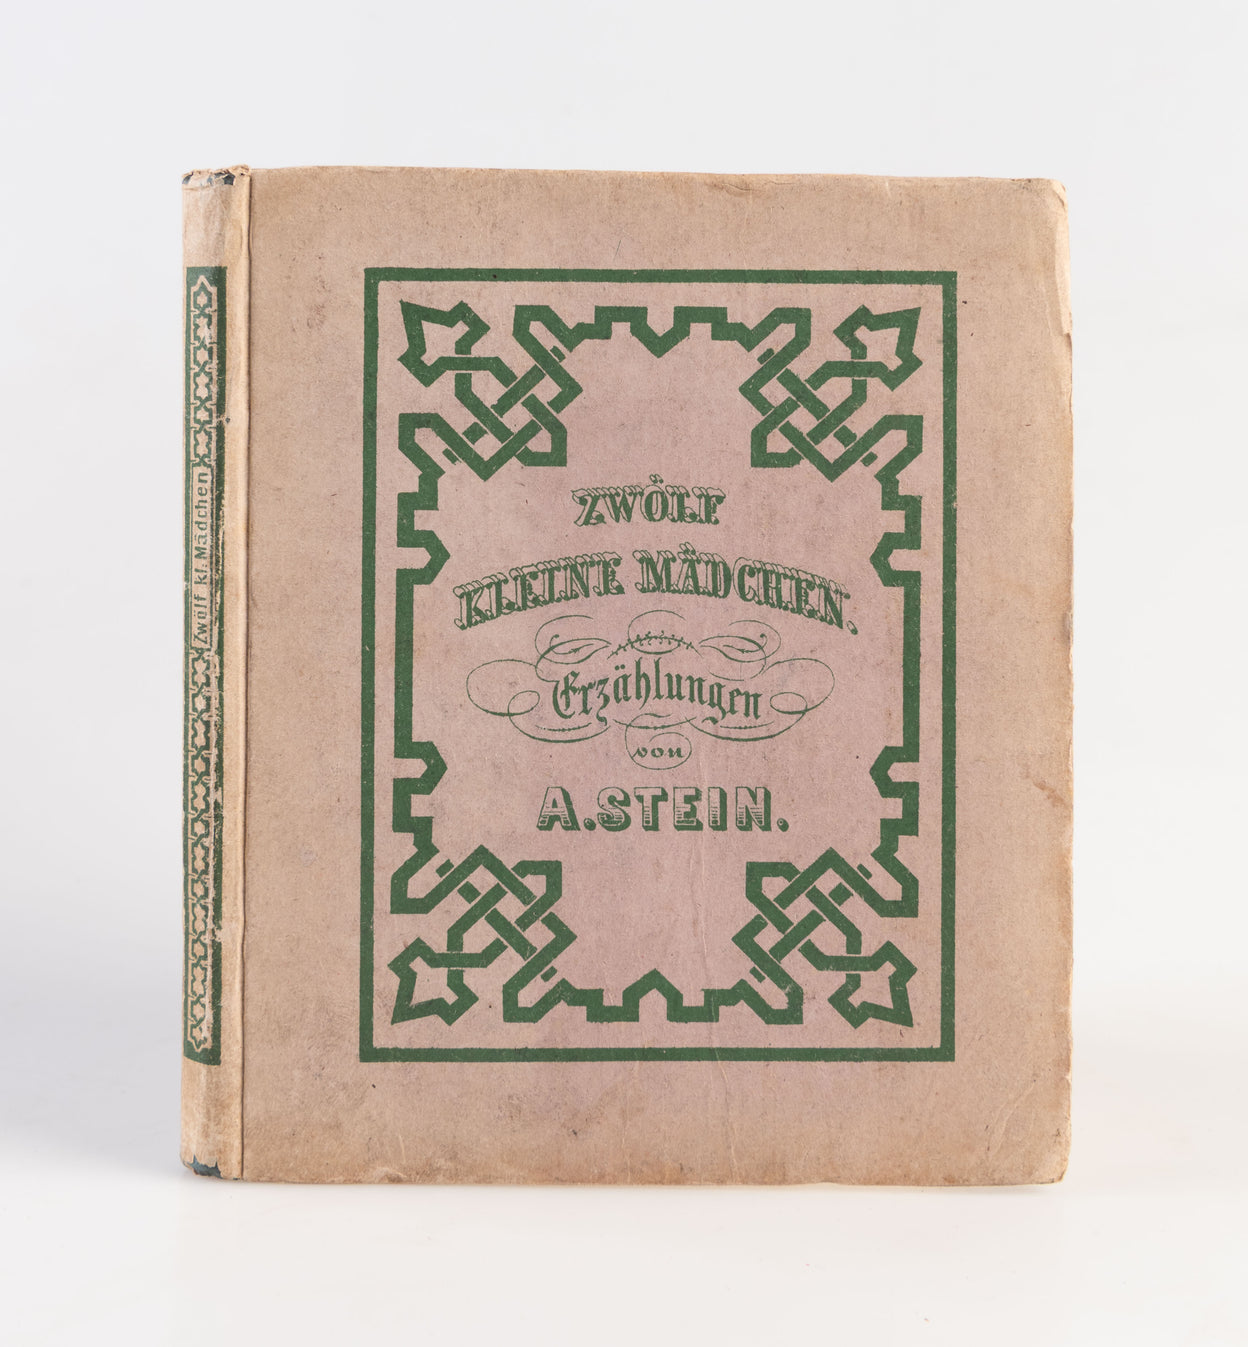 ZWÖLF
KLEINE MÄDCHEN.
Erzählungen
von
A. STEIN.
Zwölf kl. Mädchen